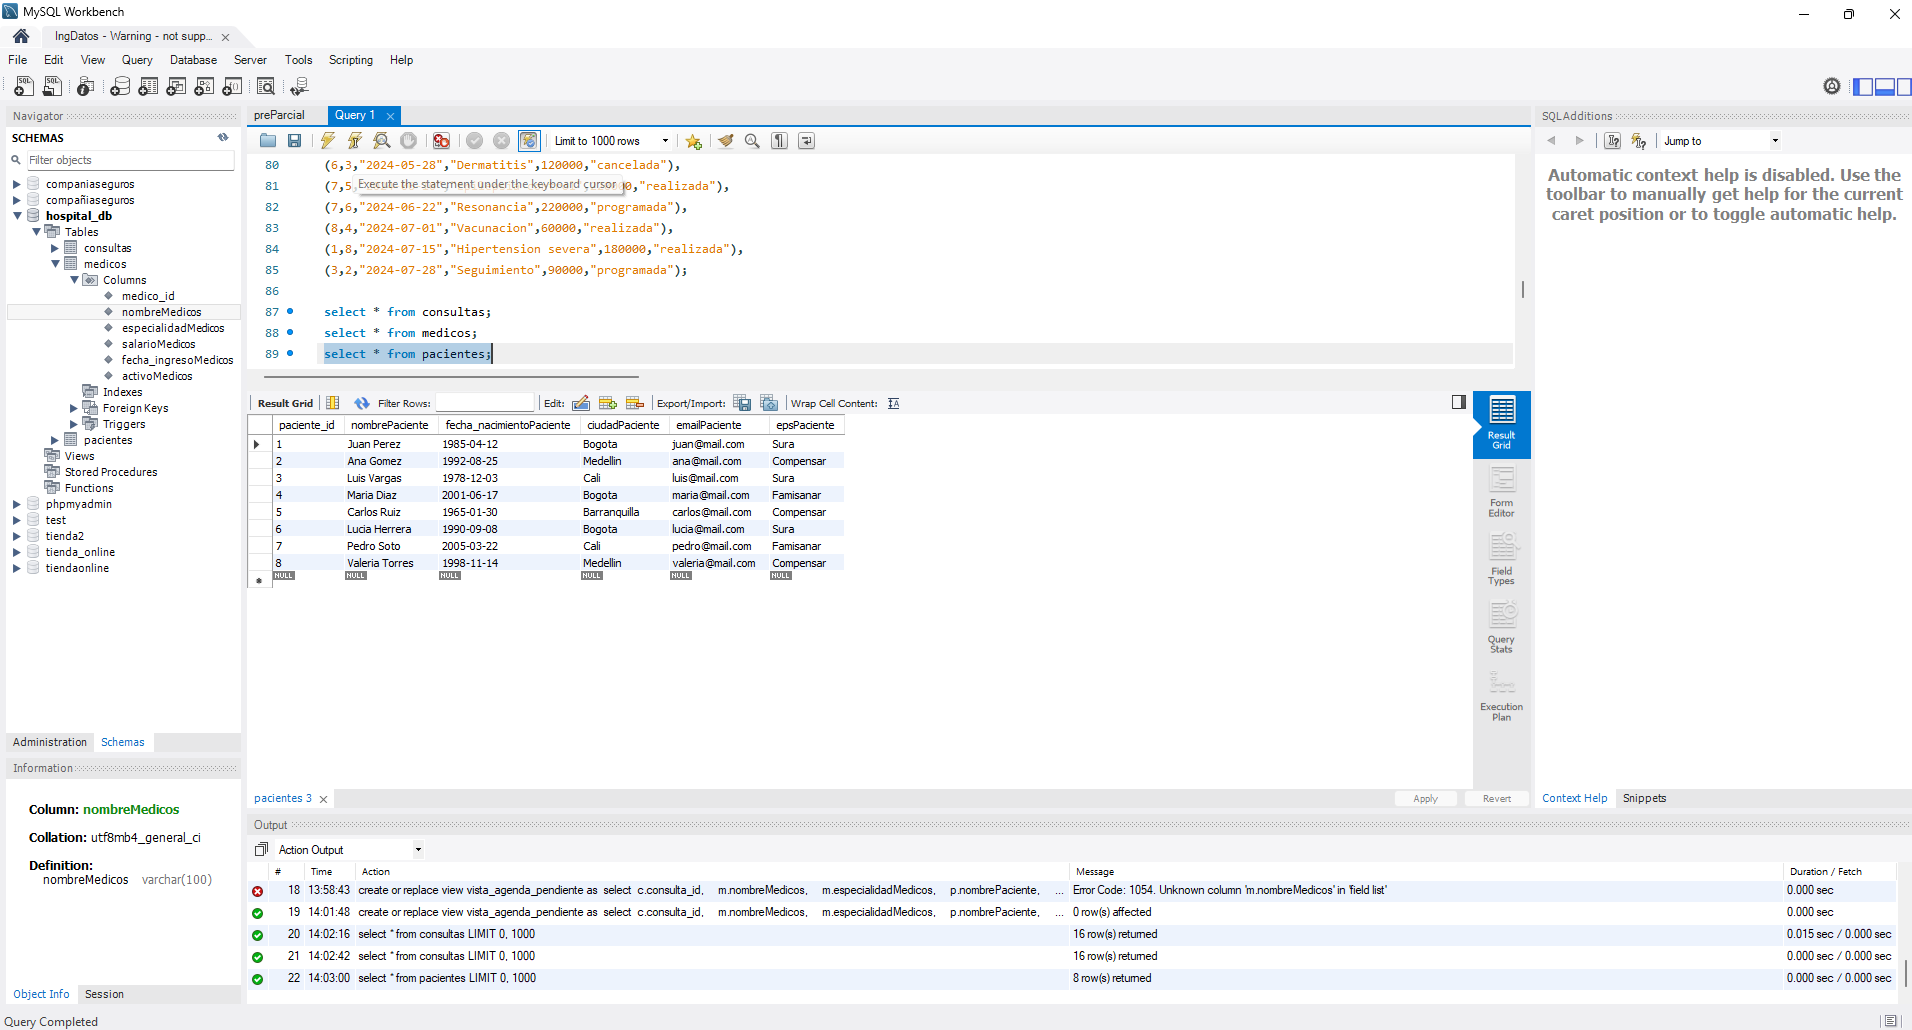 MySQL Workbench
IngDatos - Warning - not supp...
File Edit View Query Database Server Tools Scripting Help
Navigator
SCHEMAS
Filter objects
companiaseguros
compañiaseguros
hospital_db
Tables
consultas
medicos
Columns
medico_id
nombreMedicos
especialidadMedicos
salarioMedicos
fecha_ingresoMedicos
activoMedicos
Indexes
Foreign Keys
Triggers
pacientes
Views
Stored Procedures
Functions
phpmyadmin
test
tienda2
tienda_online
tiendaonline
Administration Schemas
Information
Column: nombreMedicos
Collation: utf8mb4_general_ci
Definition:
nombreMedicos varchar(100)
Object Info Session
Query Completed
preParcial Query 1
Limit to 1000 rows
80 (6,3,"2024-05-28","Dermatitis",120000,"cancelada"),
81 (7,5 0,"realizada"),
Execute the statement under the keyboard cursor
82 (7,6,"2024-06-22","Resonancia",220000,"programada"),
83 (8,4,"2024-07-01","Vacunacion",60000,"realizada"),
84 (1,8,"2024-07-15","Hipertension severa",180000,"realizada"),
85 (3,2,"2024-07-28","Seguimiento",90000,"programada");
86
87 select * from consultas;
88 select * from medicos;
89 select * from pacientes;
Result Grid Filter Rows: Edit: Export/Import: Wrap Cell Content:
paciente_id nombrePaciente fecha_nacimientoPaciente ciudadPaciente emailPaciente epsPaciente
1 Juan Perez 1985-04-12 Bogota juan@mail.com Sura
2 Ana Gomez 1992-08-25 Medellin ana@mail.com Compensar
3 Luis Vargas 1978-12-03 Cali luis@mail.com Sura
4 Maria Diaz 2001-06-17 Bogota maria@mail.com Famisanar
5 Carlos Ruiz 1965-01-30 Barranquilla carlos@mail.com Compensar
6 Lucia Herrera 1990-09-08 Bogota lucia@mail.com Sura
7 Pedro Soto 2005-03-22 Cali pedro@mail.com Famisanar
8 Valeria Torres 1998-11-14 Medellin valeria@mail.com Compensar
NULL NULL NULL NULL NULL NULL
Result
Grid
Form
Editor
Field
Types
Query
Stats
Execution
Plan
pacientes 3 Apply Revert
Output
Action Output
# Time Action Message Duration / Fetch
18 13:58:43 create or replace view vista_agenda_pendiente as select c.consulta_id, m.nombreMedicos, m.especialidadMedicos, p.nombrePaciente, ... Error Code: 1054. Unknown column 'm.nombreMedicos' in 'field list' 0.000 sec
19 14:01:48 create or replace view vista_agenda_pendiente as select c.consulta_id, m.nombreMedicos, m.especialidadMedicos, p.nombrePaciente, ... 0 row(s) affected 0.000 sec
20 14:02:16 select * from consultas LIMIT 0, 1000 16 row(s) returned 0.015 sec / 0.000 sec
21 14:02:42 select * from consultas LIMIT 0, 1000 16 row(s) returned 0.000 sec / 0.000 sec
22 14:03:00 select * from pacientes LIMIT 0, 1000 8 row(s) returned 0.000 sec / 0.000 sec
SQLAdditions
Jump to
Automatic context help is disabled. Use the
toolbar to manually get help for the current
caret position or to toggle automatic help.
Context Help Snippets